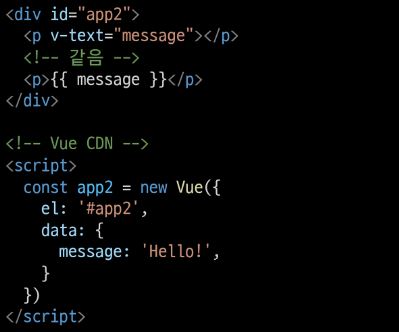 <div id="app2">
  <p v-text="message"></p>
  <!-- 같음 -->
  <p>{{ message }}</p>
</div>

<!-- Vue CDN -->
<script>
  const app2 = new Vue({
    el: '#app2',
    data: {
      message: 'Hello!',
    }
  })
</script>